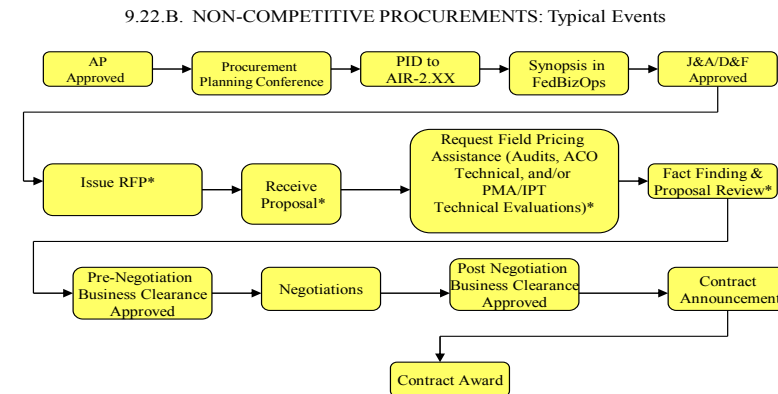 9.22.B. NON-COMPETITIVE PROCUREMENTS: Typical Events
AP
Approved
Procurement
Planning Conference
PID to
AIR-2.XX
Synopsis in
FedBizOps
J&A/D&F
Approved
Issue RFP*
Receive
Proposal*
Request Field Pricing
Assistance (Audits, ACO
Technical, and/or
PMA/IPT
Technical Evaluations)*
Fact Finding &
Proposal Review*
Pre-Negotiation
Business Clearance
Approved
Negotiations
Post Negotiation
Business Clearance
Approved
Contract
Announcement
Contract Award